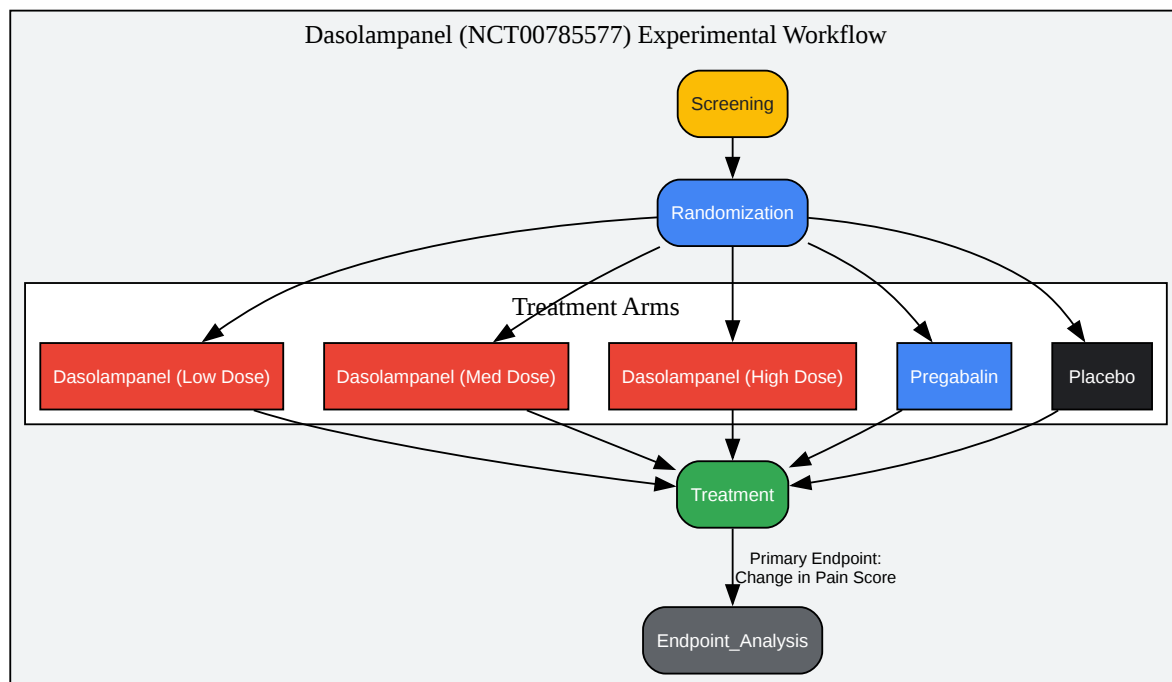 Dasolampanel (NCT00785577) Experimental Workflow
Screening
Randomization
Treatment Arms
Dasolampanel (Low Dose)
Dasolampanel (Med Dose)
Dasolampanel (High Dose)
Pregabalin
Placebo
Treatment
Primary Endpoint:
Change in Pain Score
Endpoint_Analysis